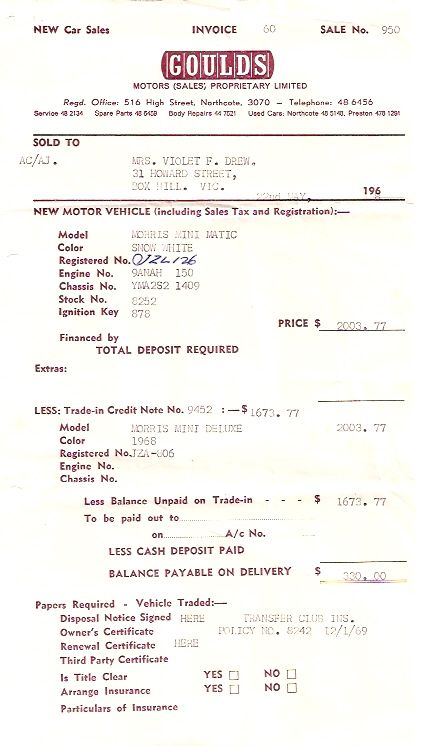 NEW Car Sales INVOICE 60 SALE No. 950
GOULDS
MOTORS (SALES) PROPRIETARY LIMITED
Regd. Office: 516 High Street, Northcote, 3070 – Telephone: 48 6456
Service 48 2134 Spare Parts 48 6459 Body Repairs 44 7521 Used Cars: Northcote 48 5148, Preston 478 1291
SOLD TO
AC/AJ. MRS. VIOLET F. DREW.
31 HOWARD STREET,
BOX HILL. VIC.
22nd MAY, 196
NEW MOTOR VEHICLE (including Sales Tax and Registration):—
Model MORRIS MINI MATIC
Color SNOW WHITE
Registered No. JZL126
Engine No. 9ANAH 150
Chassis No. YMA2S2 1409
Stock No. 8252
Ignition Key 878
PRICE $ 2003.77
Financed by
TOTAL DEPOSIT REQUIRED
Extras:
LESS: Trade-in Credit Note No. 9452 : —$ 1673.77
Model MORRIS MINI DELUXE 2003.77
Color 1968
Registered No. JZA-606
Engine No.
Chassis No.
Less Balance Unpaid on Trade-in - - - $ 1673.77
To be paid out to
on A/c No.
LESS CASH DEPOSIT PAID
BALANCE PAYABLE ON DELIVERY $ 330.00
Papers Required - Vehicle Traded:—
Disposal Notice Signed HERE TRANSFER CLUB INS.
Owner's Certificate POLICY NO. 8242 12/1/69
Renewal Certificate HERE
Third Party Certificate
Is Title Clear YES NO
Arrange Insurance YES NO
Particulars of Insurance